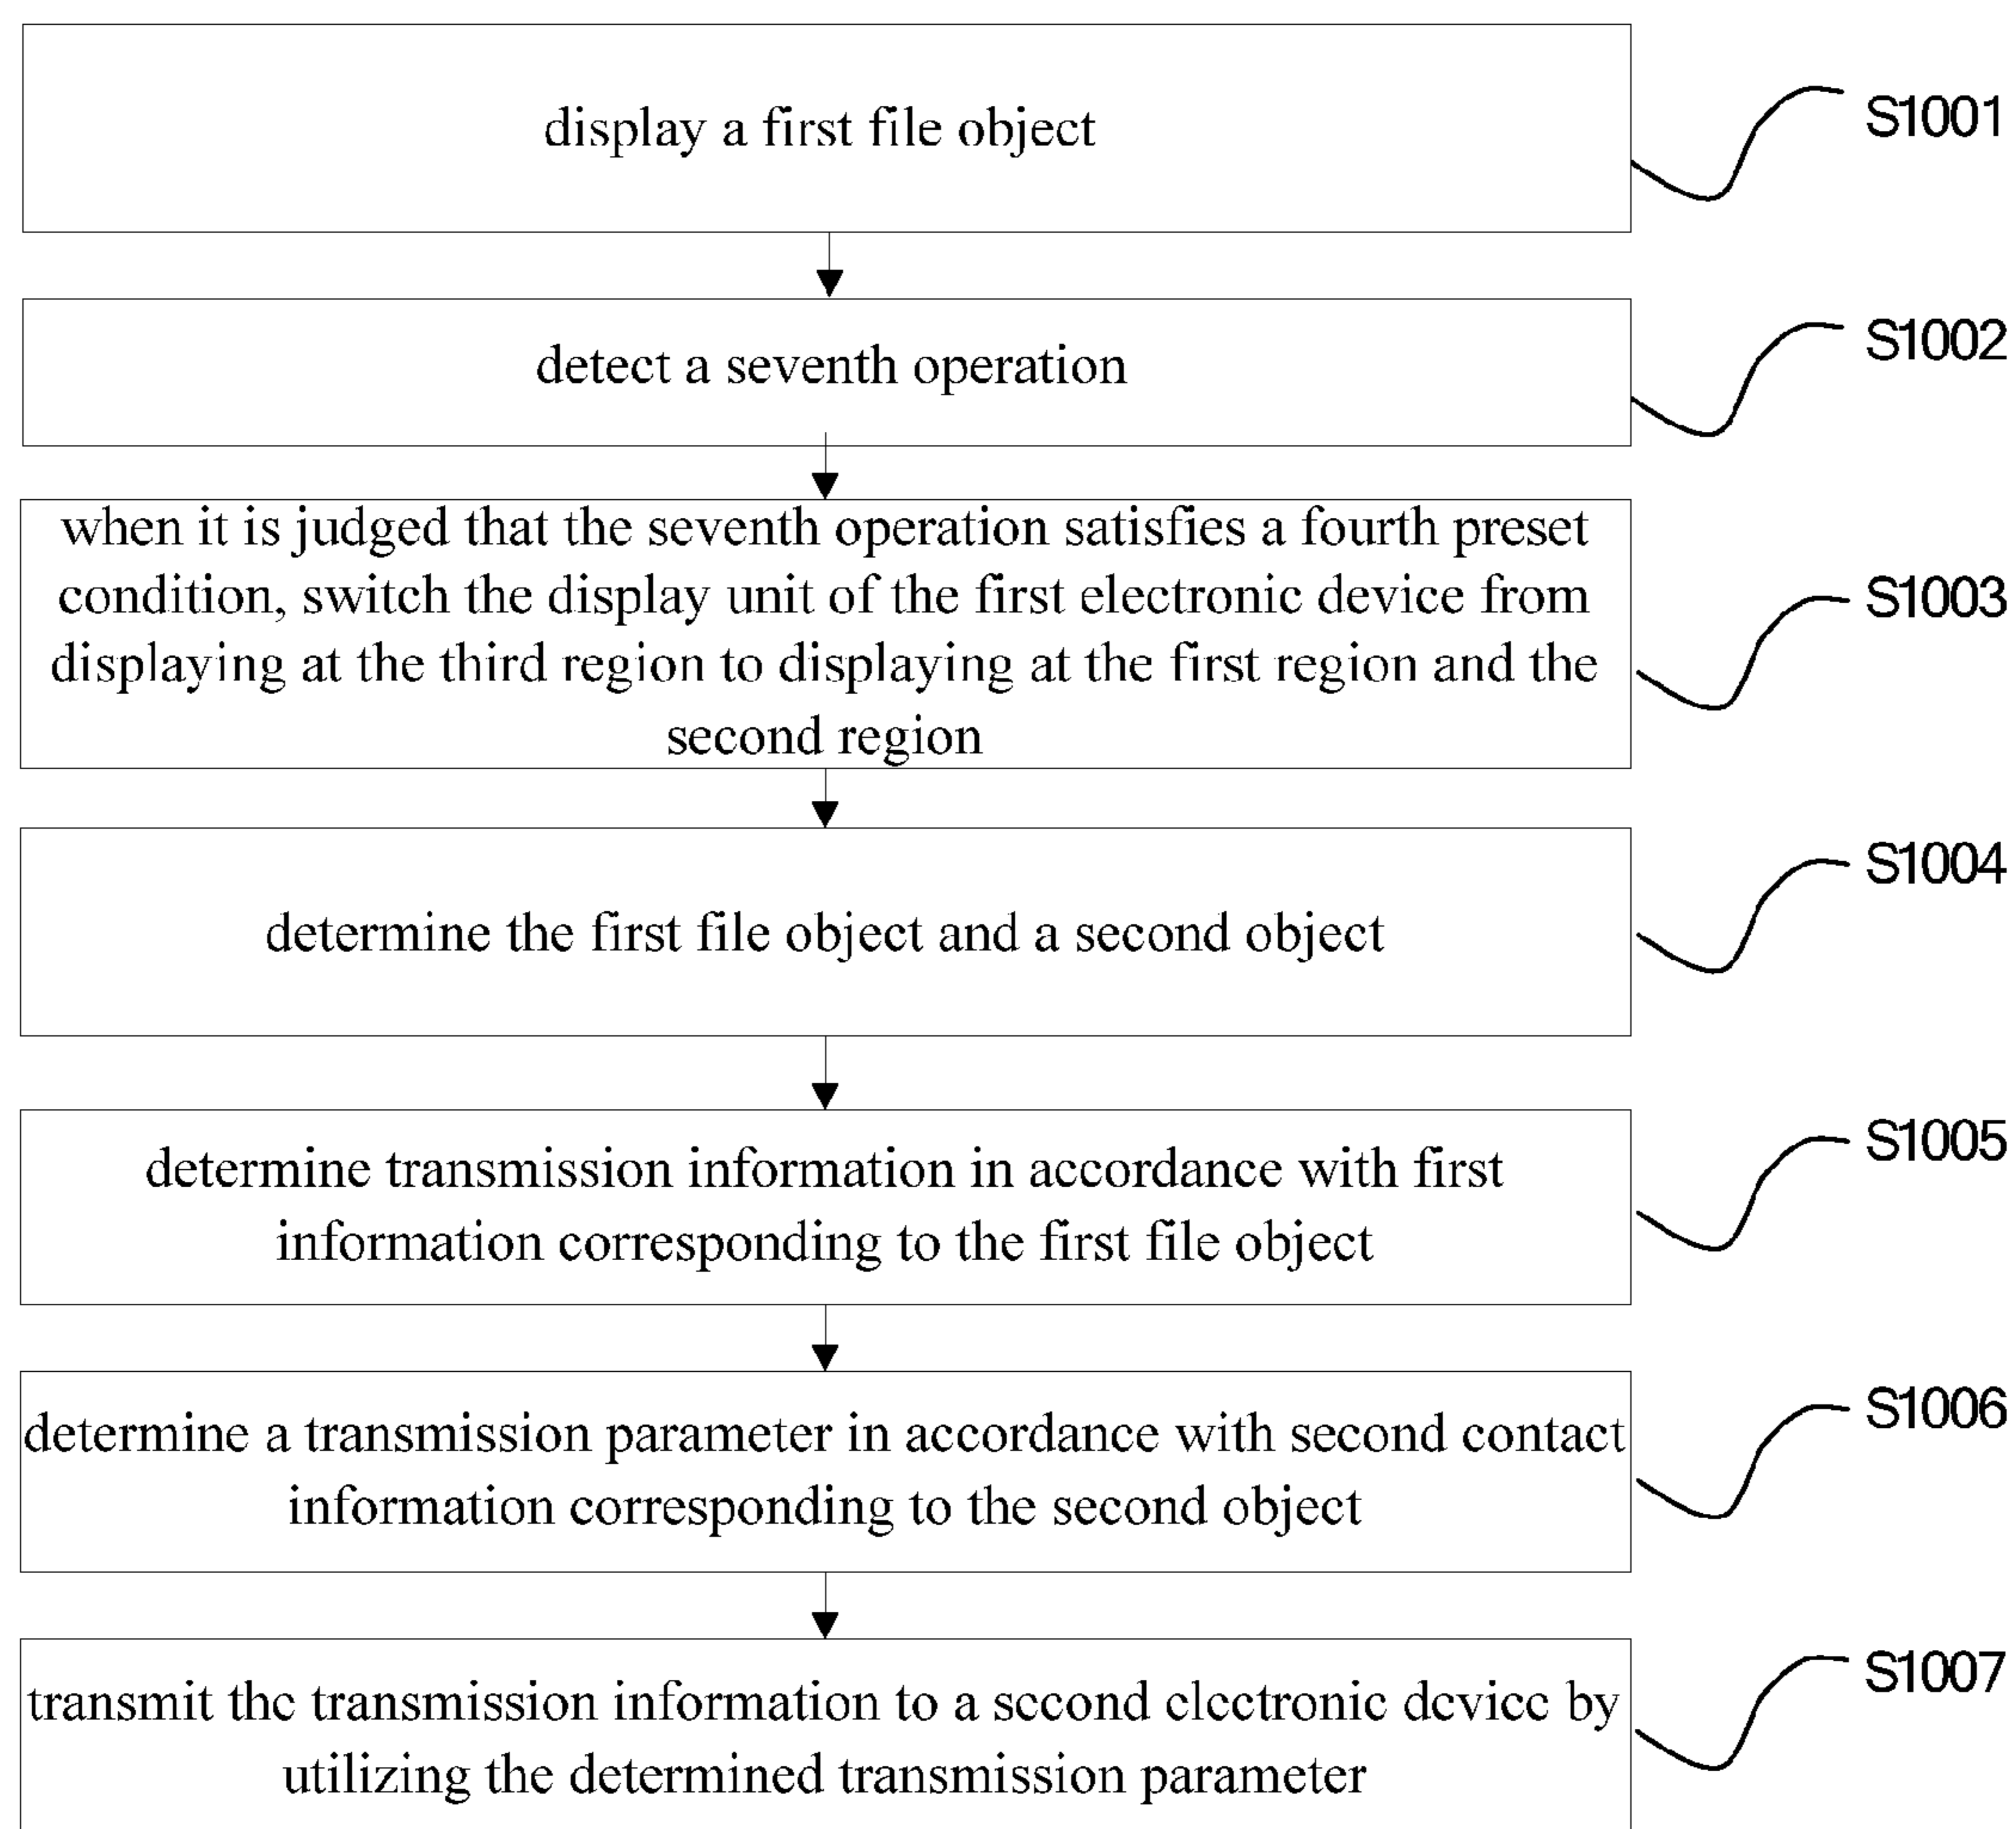 display a first file object
S1001
detect a seventh operation
S1002
when it is judged that the seventh operation satisfies a fourth preset
condition, switch the display unit of the first electronic device from
displaying at the third region to displaying at the first region and the
second region
S1003
determine the first file object and a second object
S1004
determine transmission information in accordance with first
information corresponding to the first file object
S1005
determine a transmission parameter in accordance with second contact
information corresponding to the second object
S1006
transmit the transmission information to a second electronic device by
utilizing the determined transmission parameter
S1007